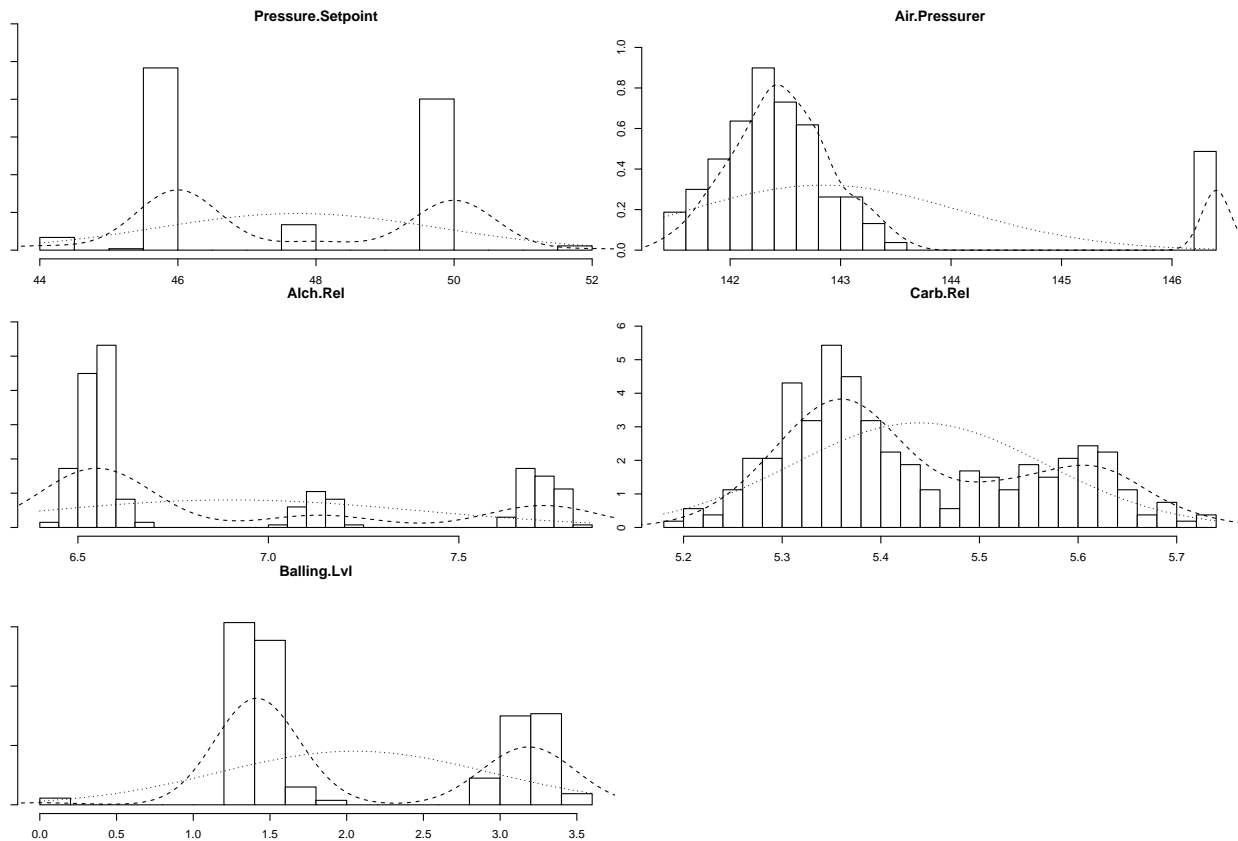 Pressure.Setpoint
44 46 48 50 52
Air.Pressurer
0.0 0.2 0.4 0.6 0.8 1.0
142 143 144 145 146
Alch.Rel
6.5 7.0 7.5
Carb.Rel
0 1 2 3 4 5 6
5.2 5.3 5.4 5.5 5.6 5.7
Balling.Lvl
0.0 0.5 1.0 1.5 2.0 2.5 3.0 3.5